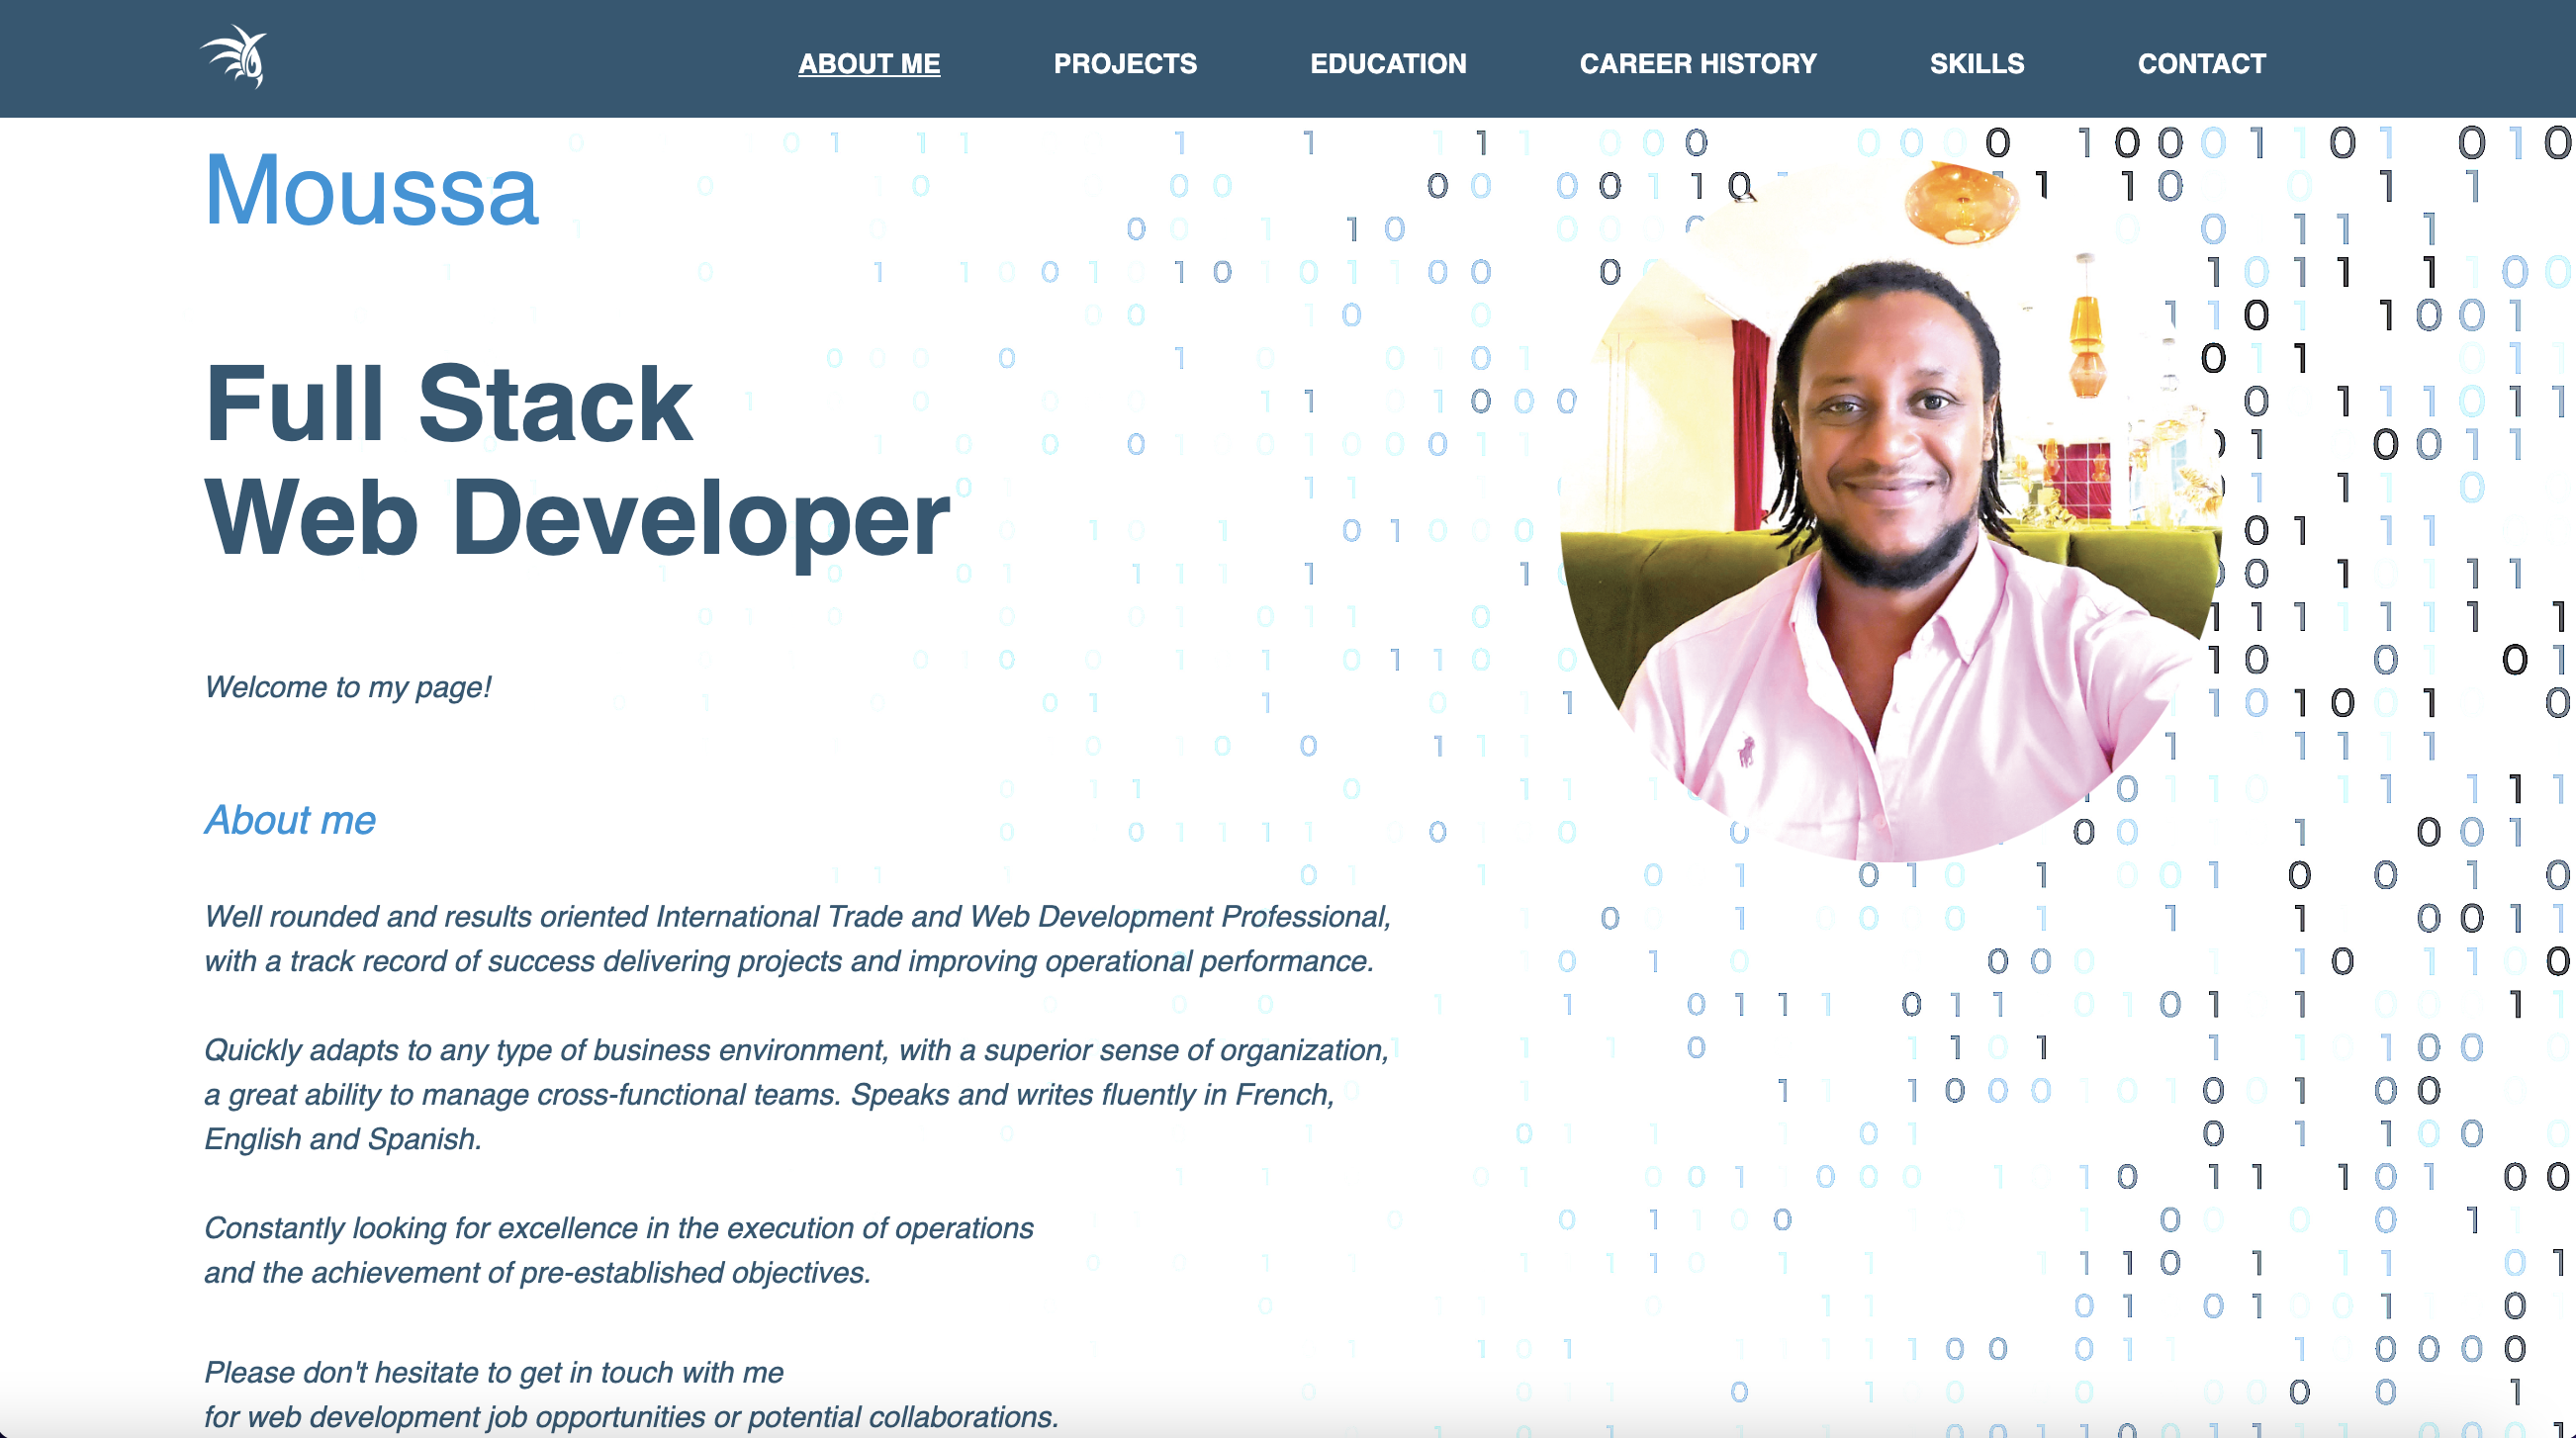 ABOUT ME PROJECTS EDUCATION CAREER HISTORY SKILLS CONTACT
Moussa
Full Stack
Web Developer
Welcome to my page!
About me
Well rounded and results oriented International Trade and Web Development Professional,
with a track record of success delivering projects and improving operational performance.
Quickly adapts to any type of business environment, with a superior sense of organization,
a great ability to manage cross-functional teams. Speaks and writes fluently in French,
English and Spanish.
Constantly looking for excellence in the execution of operations
and the achievement of pre-established objectives.
Please don't hesitate to get in touch with me
for web development job opportunities or potential collaborations.